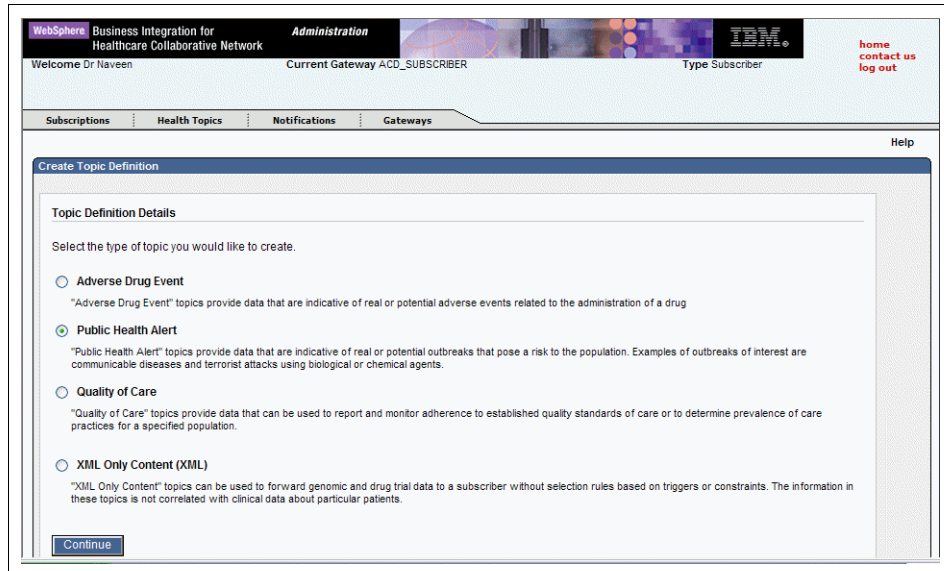 WebSphere. Business Integration for Healthcare Collaborative Network
Administration
IBM®
home
contact us
log out
Welcome Dr Naveen
Current Gateway ACD_SUBSCRIBER
Type Subscriber
Subscriptions
Health Topics
Notifications
Gateways
Help
Create Topic Definition
Topic Definition Details
Select the type of topic you would like to create.
Adverse Drug Event
"Adverse Drug Event" topics provide data that are indicative of real or potential adverse events related to the administration of a drug
Public Health Alert
"Public Health Alert" topics provide data that are indicative of real or potential outbreaks that pose a risk to the population. Examples of outbreaks of interest are
communicable diseases and terrorist attacks using biological or chemical agents.
Quality of Care
"Quality of Care" topics provide data that can be used to report and monitor adherence to established quality standards of care or to determine prevalence of care
practices for a specified population.
XML Only Content (XML)
"XML Only Content" topics can be used to forward genomic and drug trial data to a subscriber without selection rules based on triggers or constraints. The information in
these topics is not correlated with clinical data about particular patients.
Continue